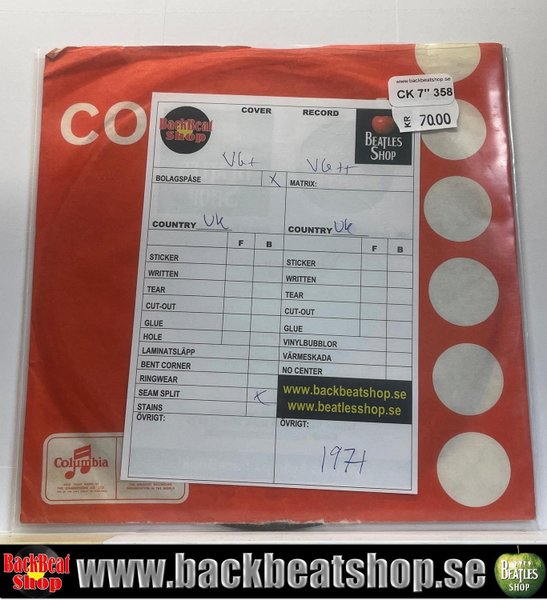 www.backbeatshop.se
CK 7" 358
KR 70.00
CO
BackBeat Shop
COVER
RECORD
BEATLES SHOP
VG+
VG++
BOLAGSPÅSE X
MATRIX:
COUNTRY UK
COUNTRY UK
F B
F B
STICKER
WRITTEN
TEAR
CUT-OUT
GLUE
HOLE
LAMINATSLÄPP
BENT CORNER
RINGWEAR
SEAM SPLIT X
STAINS
ÖVRIGT:
STICKER
WRITTEN
TEAR
CUT-OUT
GLUE
VINYLBUBBLOR
VÄRMESKADA
NO CENTER
www.backbeatshop.se
www.beatlesshop.se
ÖVRIGT:
1971
Columbia
BackBeat Shop
www.backbeatshop.se
BEATLES SHOP